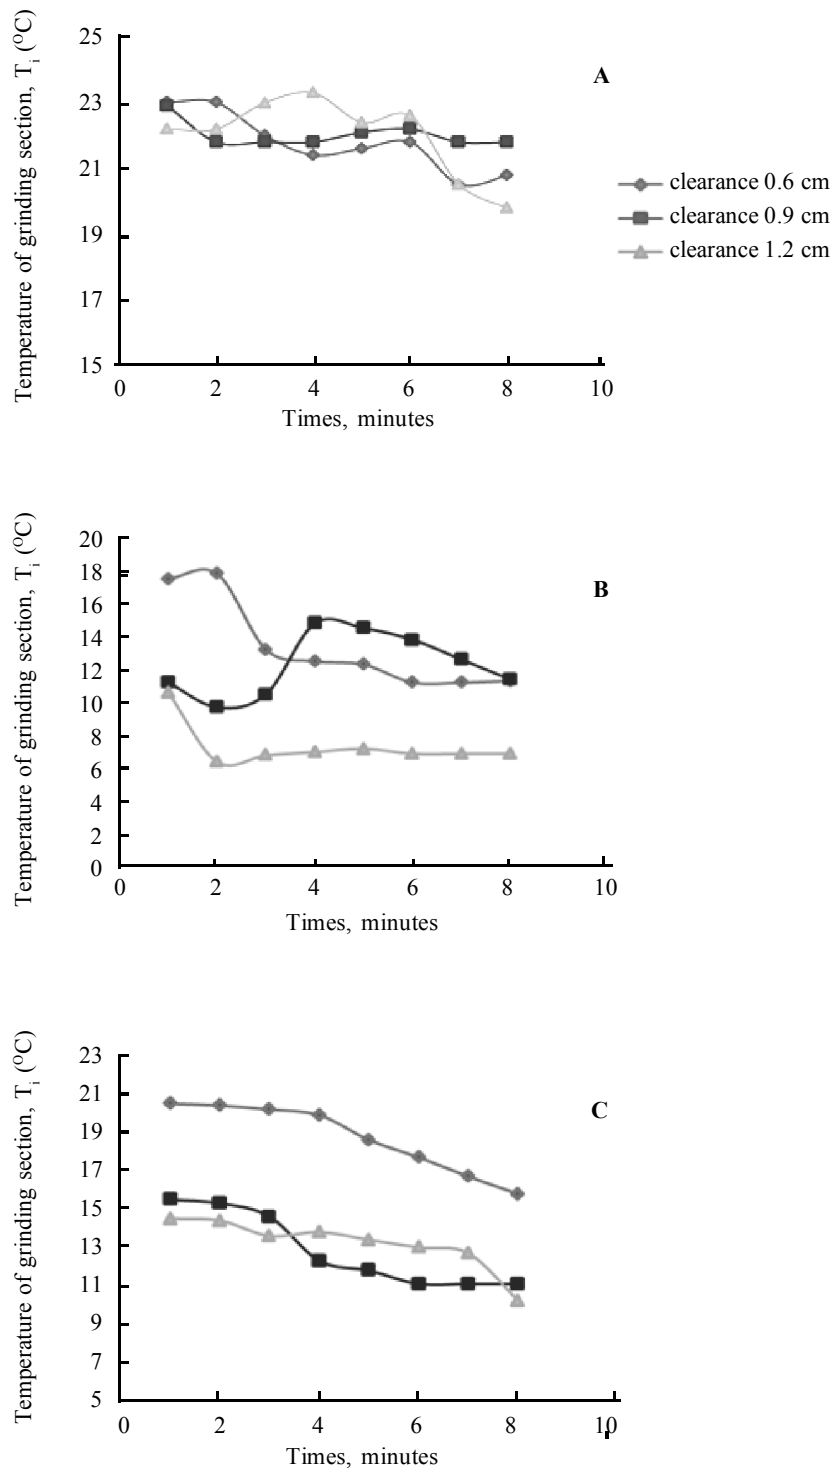 Temperature of grinding section, Ti (OC)
25
23
21
19
17
15
0 2 4 6 8 10
Times, minutes
A
clearance 0.6 cm
clearance 0.9 cm
clearance 1.2 cm
Temperature of grinding section, Ti (OC)
20
18
16
14
12
10
8
6
4
2
0
0 2 4 6 8 10
Times, minutes
B
Temperature of grinding section, Ti (OC)
23
21
19
17
15
13
11
9
7
5
0 2 4 6 8 10
Times, minutes
C